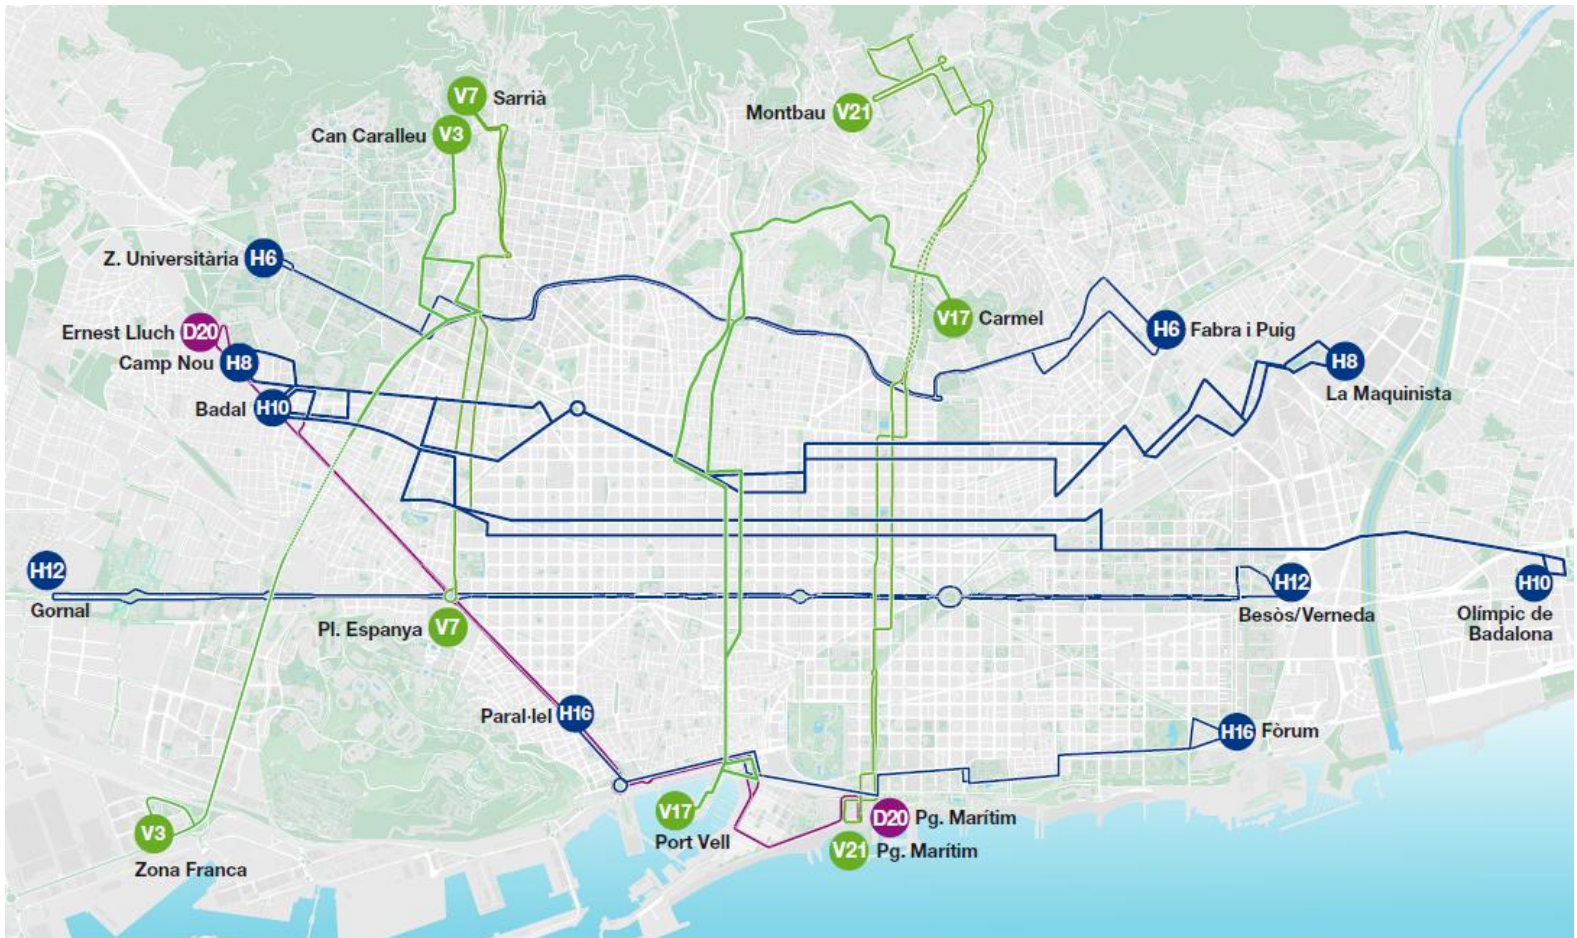 V7 Sarrià
Can Caralleu V3
Montbau V21
Z. Universitària H6
Ernest Lluch D20
Camp Nou H8
Badal H10
V17 Carmel
H6 Fabra i Puig
H8
La Maquinista
H12
Gornal
Pl. Espanya V7
H12
Besòs/Verneda
H10
Olímpic de
Badalona
Paral·lel H16
H16 Fòrum
V3
Zona Franca
V17
Port Vell
D20 Pg. Marítim
V21 Pg. Marítim